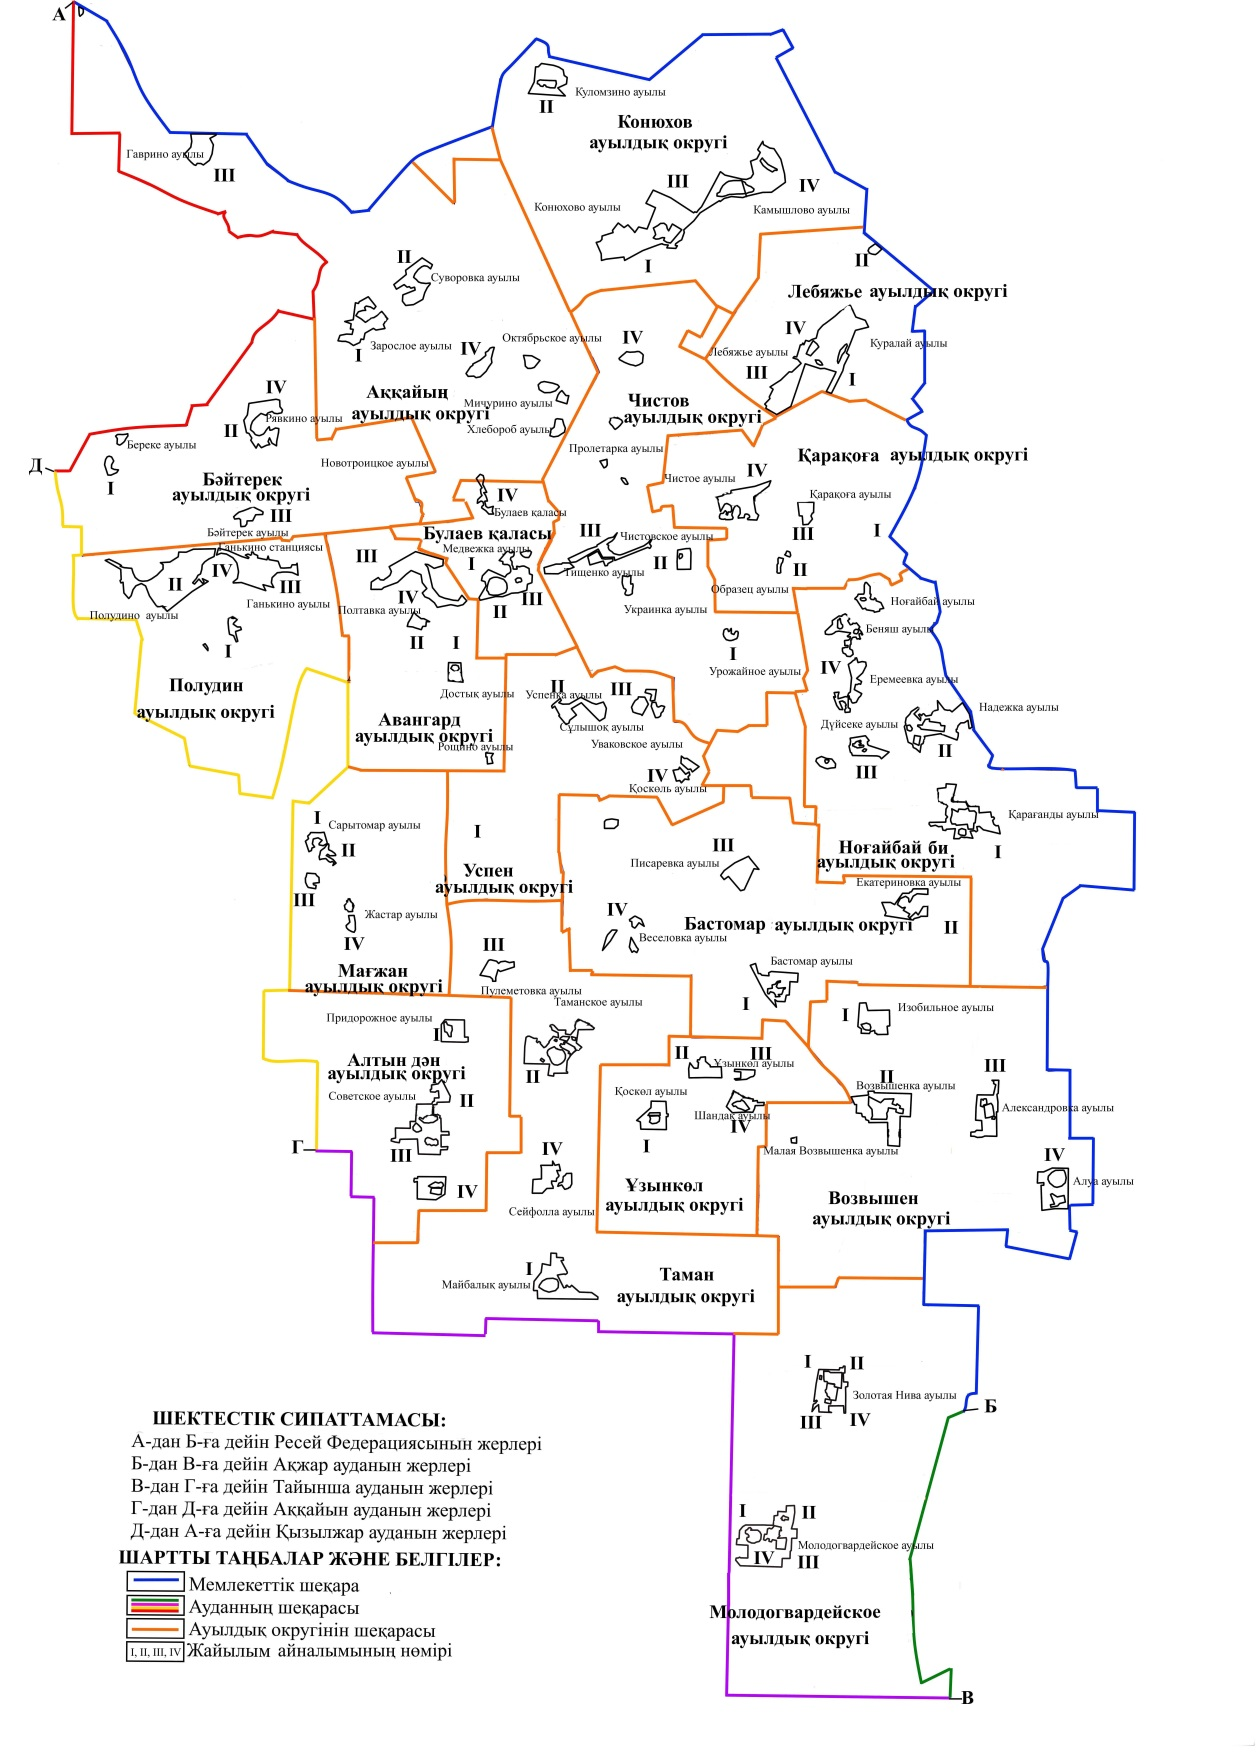 А
Куломзино ауылы
II
Конюхов
ауылдық округі
Гаврино ауылы
III
III
IV
Конюхово ауылы
Камышлово ауылы
I
II
II
Суворовка ауылы
Лебяжье ауылдық округі
IV
Октябрьское ауылы
IV
Зарослое ауылы
IV
I
Лебяжье ауылы
Куралай ауылы
III
I
IV
Аққайың
ауылдық округі
Мичурино ауылы
Чистов
ауылдық округі
Рявкино ауылы
II
Хлебороб ауылы
Береке ауылы
Пролетарка ауылы
Қарақоға ауылдық округі
Д
Новотроицкое ауылы
I
Бәйтерек
ауылдық округі
Чистое ауылы
IV
IV
Қарақоға ауылы
III
Булаев қаласы
Бәйтерек ауылы
Булаев қаласы
III
Чистовское ауылы
III
I
Ганькино станциясы
III
Медвежка ауылы
I
II
Тищенко ауылы
II
II
IV
III
Образец ауылы
Полудино ауылы
Ганькино ауылы
Полтавка ауылы
IV
II
III
Украинка ауылы
Ноғайбай ауылы
Беняш ауылы
I
II
I
I
Урожайное ауылы
IV
Еремеевка ауылы
Полудин
ауылдық округі
Достық ауылы
Успенка ауылы
II
III
Надежка ауылы
Авангард
ауылдық округі
Сұлышоқ ауылы
Дүйсеке ауылы
Рощино ауылы
Уваковское ауылы
II
IV
III
Қоскөль ауылы
I
Сарытомар ауылы
I
Қарағанды ауылы
II
III
Ноғайбай би
ауылдық округі
I
Писаревка ауылы
Успен
ауылдық округі
Екатериновка ауылы
III
Жастар ауылы
IV
Бастомар ауылдық округі
II
IV
III
Веселовка ауылы
Мағжан
ауылдық округі
Бастомар ауылы
Пулеметовка ауылы
I
Таманское ауылы
Придорожное ауылы
I
I
Изобильное ауылы
Алтын дән
ауылдық округі
II
II
III
Ұзынкөл ауылы
III
II
Советское ауылы
II
Қоскөл ауылы
Возвышенка ауылы
Шандақ ауылы
IV
Александровка ауылы
Г
III
IV
I
Малая Возвышенка ауылы
IV
IV
Алуа ауылы
Ұзынкөл
ауылдық округі
Возвышен
ауылдық округі
Сейфолла ауылы
I
Майбалық ауылы
Таман
ауылдық округі
I
II
Золотая Нива ауылы
III
IV
Б
ШЕКТЕСТІК СИПАТТАМАСЫ:
А-дан Б-ға дейін Ресей Федерациясынын жерлері
Б-дан В-ға дейін Ақжар ауданын жерлері
В-дан Г-ға дейін Тайынша ауданын жерлері
Г-дан Д-ға дейін Аққайын ауданын жерлері
Д-дан А-ға дейін Қызылжар ауданын жерлері
I
II
Молодогвардейское ауылы
IV
III
ШАРТТЫ ТАҢБАЛАР ЖӘНЕ БЕЛГІЛЕР:
Мемлекеттік шеқара
Ауданның шеқарасы
Ауылдық округінін шеқарасы
I, II, III, IV Жайылым айналымының нөмірі
Молодогвардейское
ауылдық округі
В